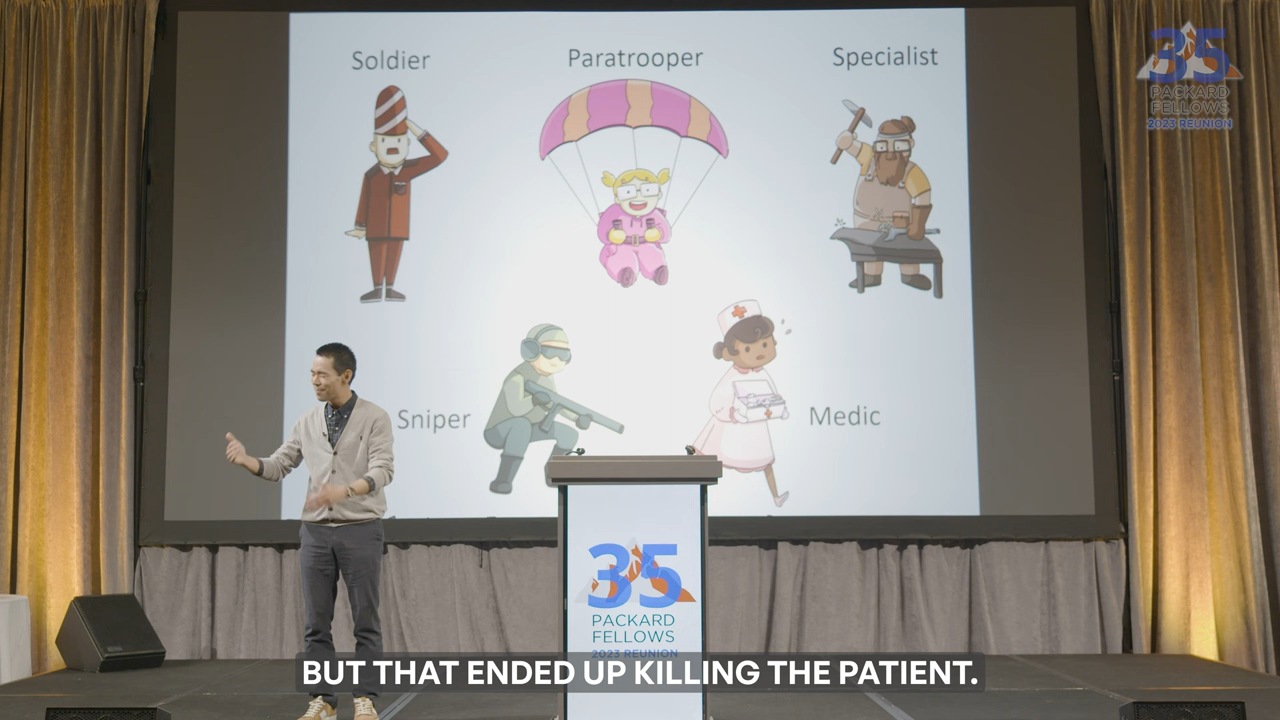 Soldier
Paratrooper
Specialist
Sniper
Medic
35
PACKARD
FELLOWS
2023 REUNION
35
PACKARD
FELLOWS
2023 REUNION
BUT THAT ENDED UP KILLING THE PATIENT.